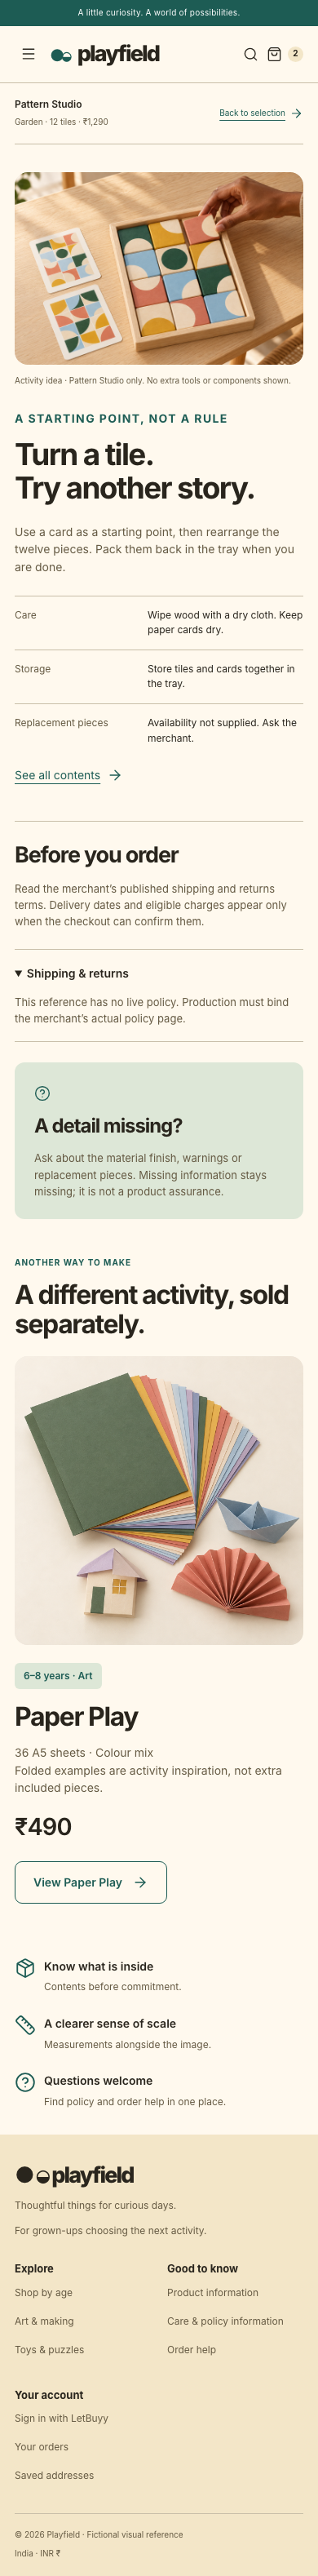 A little curiosity. A world of possibilities.
playfield
2
Pattern Studio
Garden · 12 tiles · ₹1,290
Back to selection
Activity idea · Pattern Studio only. No extra tools or components shown.
A STARTING POINT, NOT A RULE
Turn a tile.
Try another story.
Use a card as a starting point, then rearrange the
twelve pieces. Pack them back in the tray when you
are done.
Care
Wipe wood with a dry cloth. Keep
paper cards dry.
Storage
Store tiles and cards together in
the tray.
Replacement pieces
Availability not supplied. Ask the
merchant.
See all contents
Before you order
Read the merchant’s published shipping and returns
terms. Delivery dates and eligible charges appear only
when the checkout can confirm them.
Shipping & returns
This reference has no live policy. Production must bind
the merchant’s actual policy page.
A detail missing?
Ask about the material finish, warnings or
replacement pieces. Missing information stays
missing; it is not a product assurance.
ANOTHER WAY TO MAKE
A different activity, sold
separately.
6–8 years · Art
Paper Play
36 A5 sheets · Colour mix
Folded examples are activity inspiration, not extra
included pieces.
₹490
View Paper Play
Know what is inside
Contents before commitment.
A clearer sense of scale
Measurements alongside the image.
Questions welcome
Find policy and order help in one place.
playfield
Thoughtful things for curious days.
For grown-ups choosing the next activity.
Explore
Shop by age
Art & making
Toys & puzzles
Good to know
Product information
Care & policy information
Order help
Your account
Sign in with LetBuyy
Your orders
Saved addresses
© 2026 Playfield · Fictional visual reference
India · INR ₹